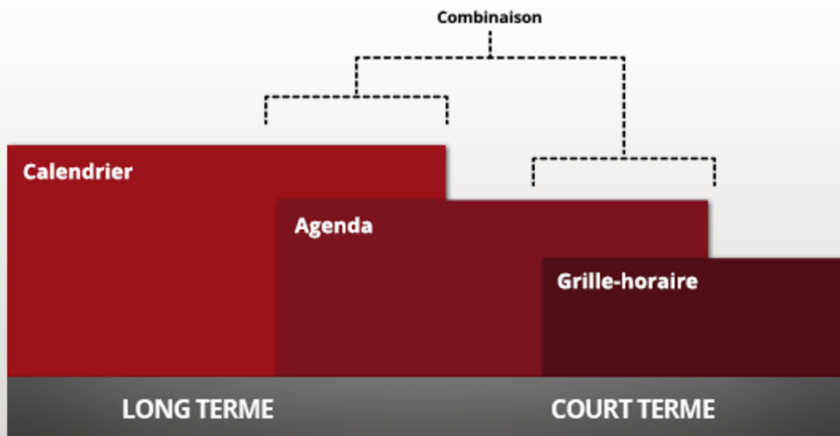 Combinaison
Calendrier
Agenda
Grille-horaire
LONG TERME
COURT TERME